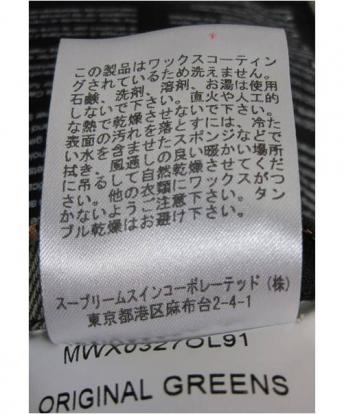 この製品はワックスコーティン
グされているため洗えません。
石鹸、洗剤、溶剤、お湯は使用
しないで下さい。直火や人工的
な熱で乾燥させないで下さい。
表面の汚れを落とすには、冷た
い水を含ませたスポンジなどで
拭き、風通しの良い暖かい場所
に吊るして自然乾燥させてくだ
さい。他の衣類にワックスがつ
かないようご注意下さい。タン
ブル乾燥はお避け下さい。
スープリームスインコーポレーテッド（株）
東京都港区麻布台2-4-1
MWX0327OL91
ORIGINAL GREENS